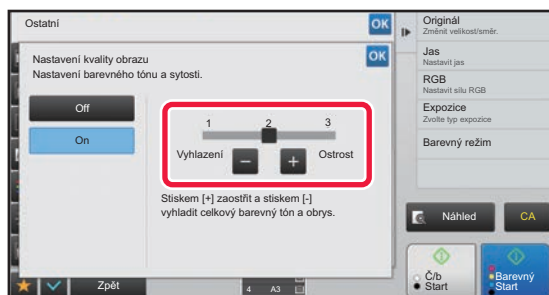 Ostatní
OK
Nastavení kvality obrazu
Nastavení barevného tónu a sytosti.
OK
Off
On
1 2 3
Vyhlazení - + Ostrost
Stiskem [+] zaostřit a stiskem [-]
vyhladit celkový barevný tón a obrys.
Zpět
4 A3
Originál
Změnit velikost/směr.
Jas
Nastavit jas
RGB
Nastavit sílu RGB
Expozice
Zvolte typ expozice
Barevný režim
Náhled
CA
Č/b
Start
Barevný
Start